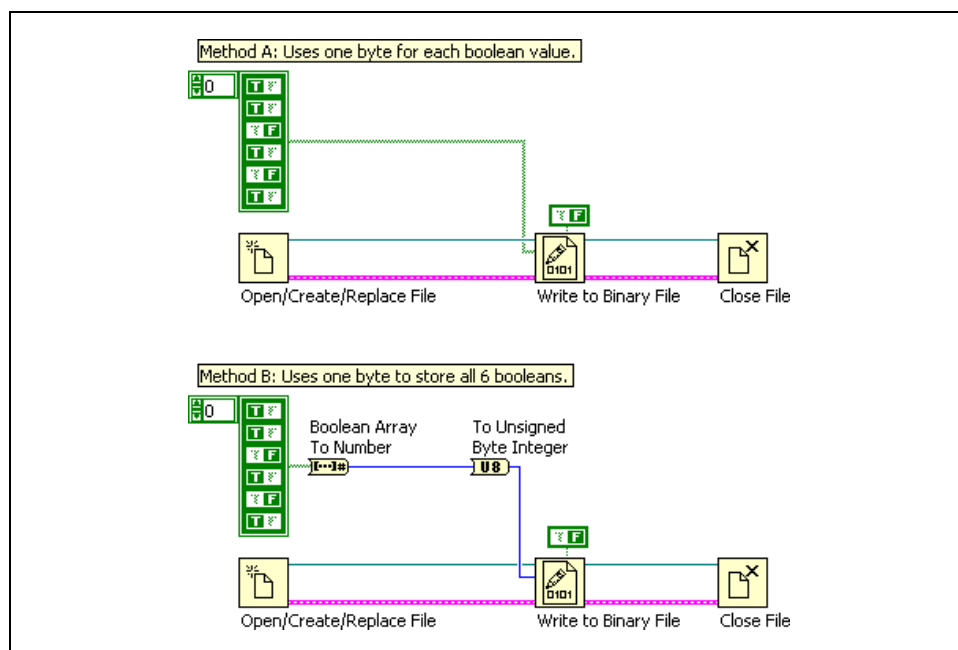 Method A: Uses one byte for each boolean value.
0
T
T
F
T
F
T
F
0101
Open/Create/Replace File
Write to Binary File
Close File
Method B: Uses one byte to store all 6 booleans.
0
T
T
F
T
F
T
Boolean Array
To Number
[···]#
To Unsigned
Byte Integer
U8
F
0101
Open/Create/Replace File
Write to Binary File
Close File